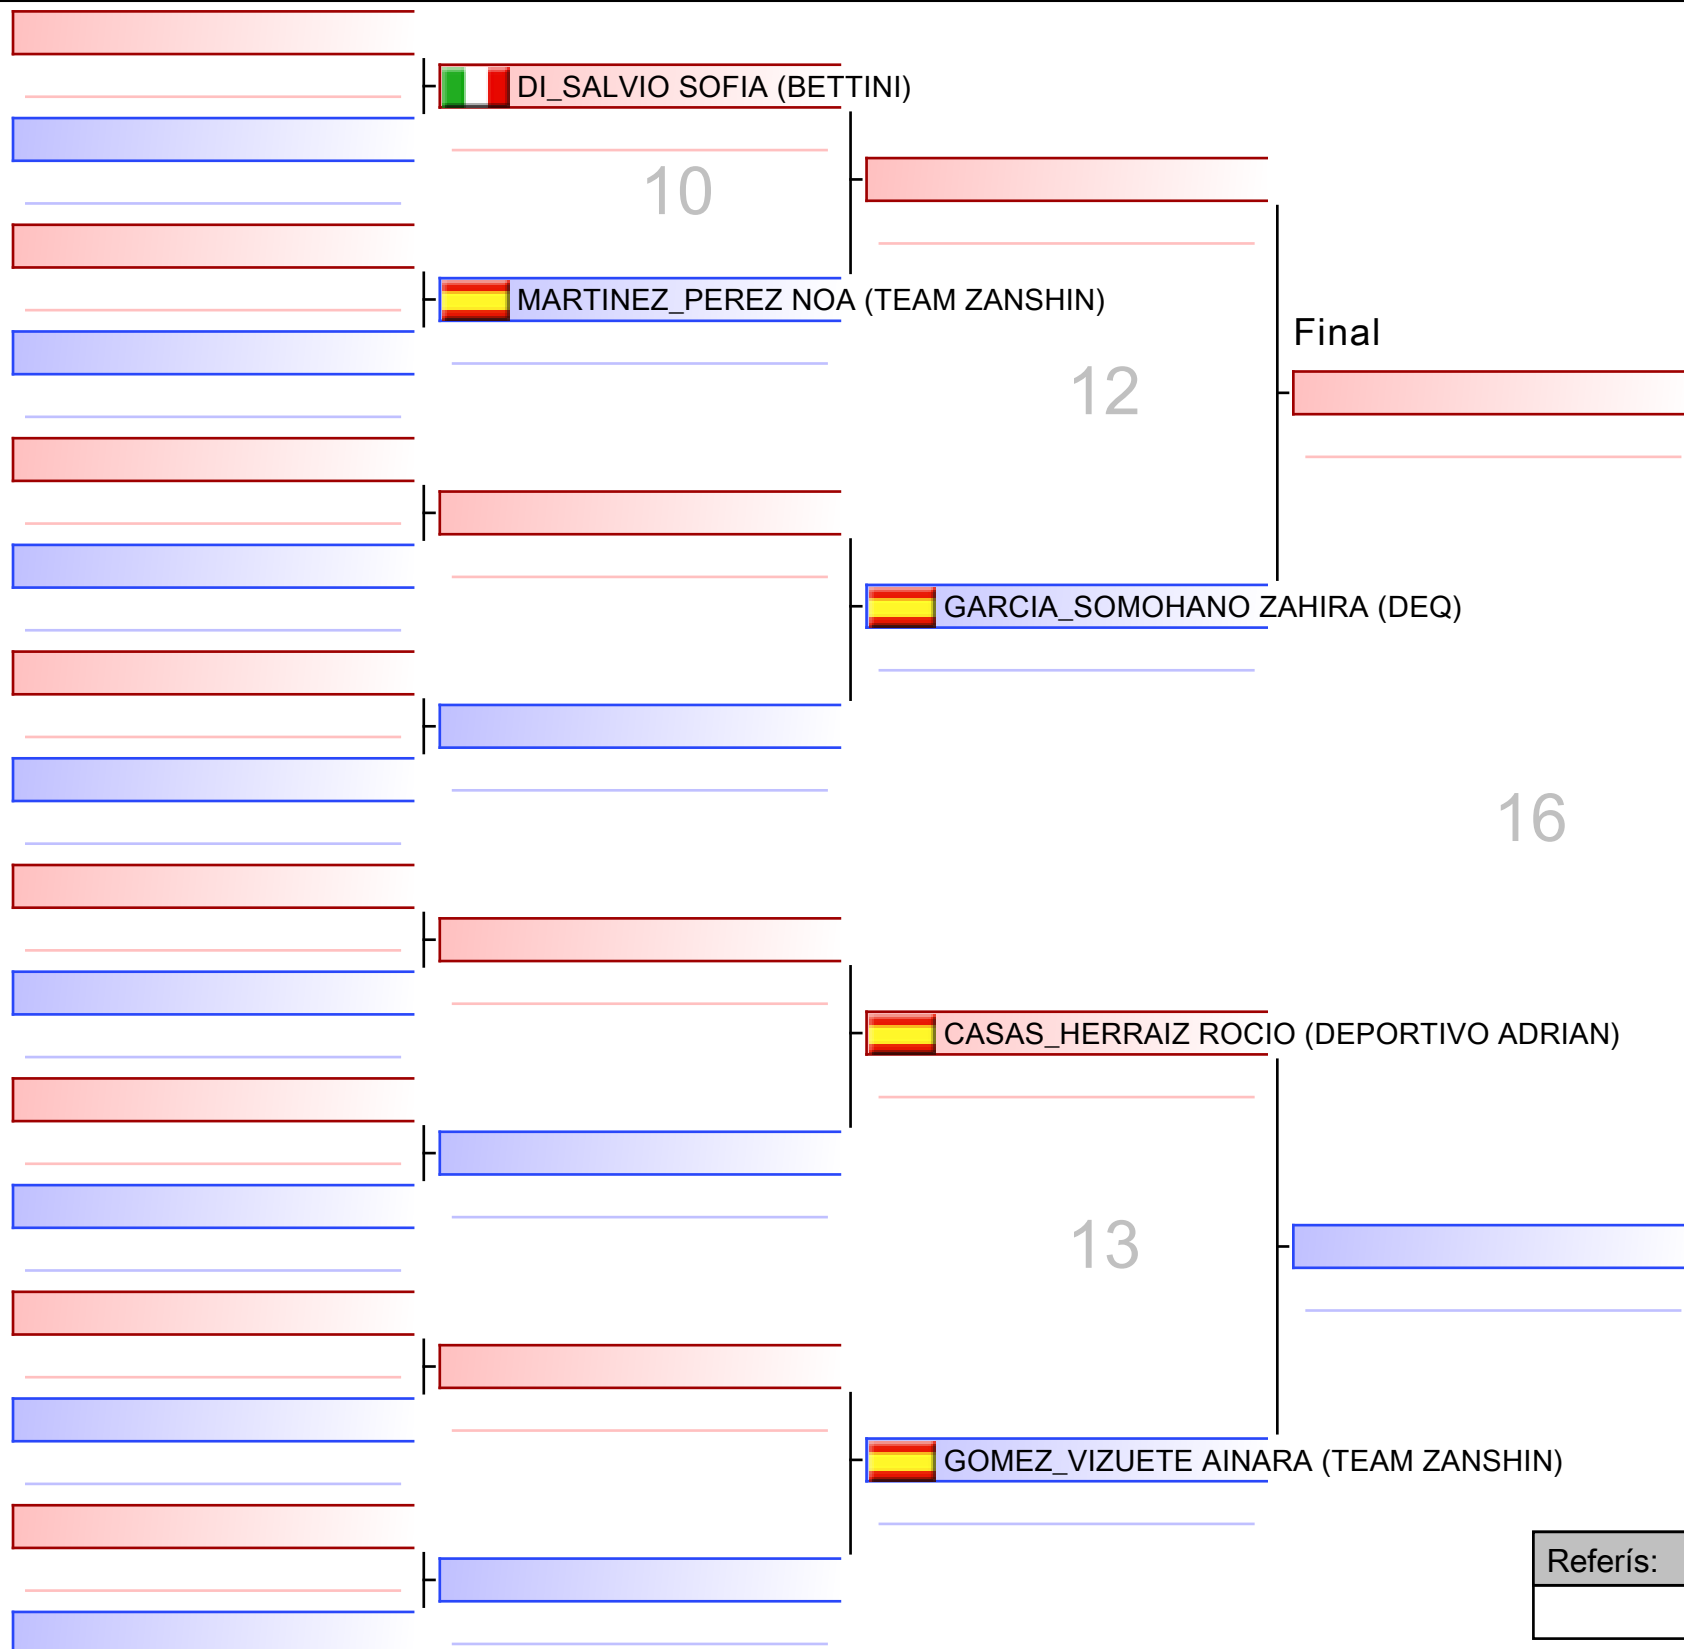 DI_SALVIO SOFIA (BETTINI)
10
MARTINEZ_PEREZ NOA (TEAM ZANSHIN)
Final
12
GARCIA_SOMOHANO ZAHIRA (DEQ)
16
CASAS_HERRAIZ ROCIO (DEPORTIVO ADRIAN)
13
GOMEZ_VIZUETE AINARA (TEAM ZANSHIN)
Referís: